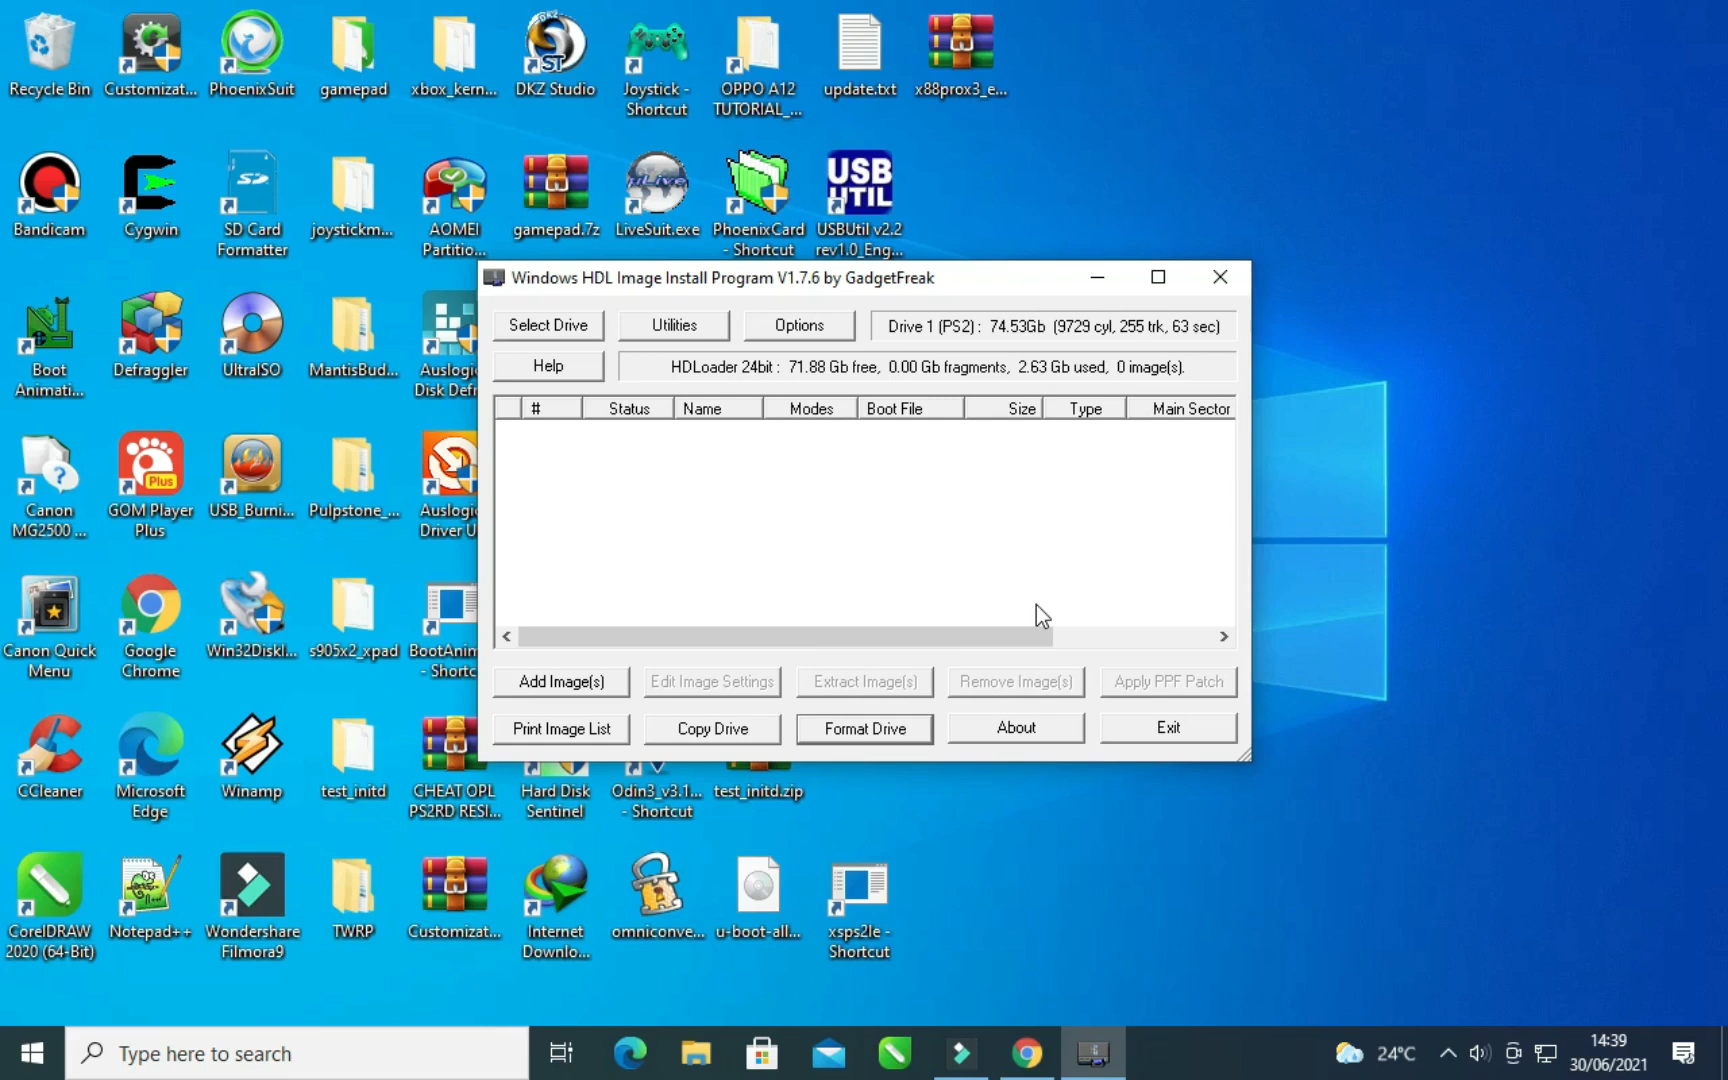 Recycle Bin
Customizat...
PhoenixSuit
gamepad
xbox_kern...
DKZ Studio
Joystick -
Shortcut
OPPO A12
TUTORIAL_...
update.txt
x88prox3_e...
Bandicam
Cygwin
SD Card
Formatter
joystickm...
AOMEI
Partitio...
gamepad.7z
LiveSuit.exe
PhoenixCard
- Shortcut
USB
UTIL
USBUtil v2.2
rev1.0_Eng...
Windows HDL Image Install Program V1.7.6 by GadgetFreak
Select Drive
Utilities
Options
Drive 1 (PS2) : 74.53Gb (9729 cyl, 255 trk, 63 sec)
Help
HDLoader 24bit : 71.88 Gb free, 0.00 Gb fragments, 2.63 Gb used, 0 image(s).
# Status Name Modes Boot File Size Type Main Sector
Add Image(s)
Edit Image Settings
Extract Image(s)
Remove Image(s)
Apply PPF Patch
Print Image List
Copy Drive
Format Drive
About
Exit
Boot
Animati...
Defraggler
UltraISO
MantisBud...
Auslogi
Disk Defr
Canon
MG2500 ...
Plus
GOM Player
Plus
USB_Burni...
Pulpstone_...
Auslogi
Driver U
Canon Quick
Menu
Google
Chrome
Win32DiskI...
s905x2_xpad
BootAnim
- Shortc
CCleaner
Microsoft
Edge
Winamp
test_initd
CHEAT OPL
PS2RD RESI...
Hard Disk
Sentinel
Odin3_v3.1...
- Shortcut
test_initd.zip
CorelDRAW
2020 (64-Bit)
Notepad++
Wondershare
Filmora9
TWRP
Customizat...
Internet
Downlo...
omniconve...
u-boot-all...
xsps2le -
Shortcut
Type here to search
24°C
14:39
30/06/2021